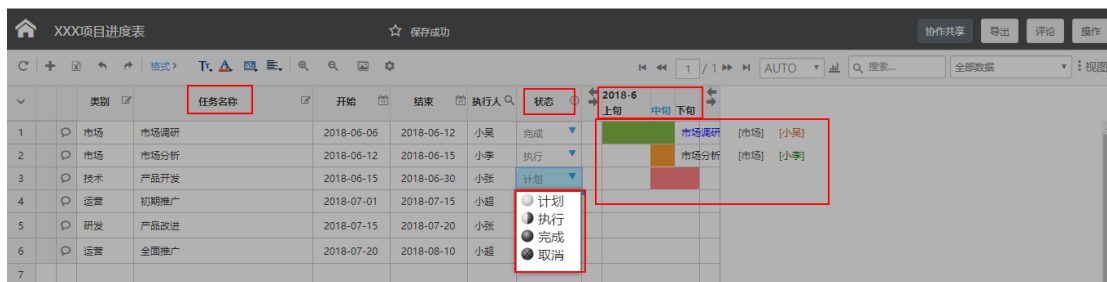 XXX项目进度表 保存成功 协作共享 导出 评论 操作
格式 1 / 1 AUTO 搜索... 全部数据 视图
类别 任务名称 开始 结束 执行人 状态 2018-6
上旬 中旬 下旬
1 市场 市场调研 2018-06-06 2018-06-12 小吴 完成 市场调研 [市场] [小吴]
2 市场 市场分析 2018-06-12 2018-06-15 小李 执行 市场分析 [市场] [小李]
3 技术 产品开发 2018-06-15 2018-06-30 小张 计划
4 运营 初期推广 2018-07-01 2018-07-15 小超 计划
5 研发 产品改进 2018-07-15 2018-07-20 小张 执行
完成
6 运营 全面推广 2018-07-20 2018-08-10 小超 取消
7